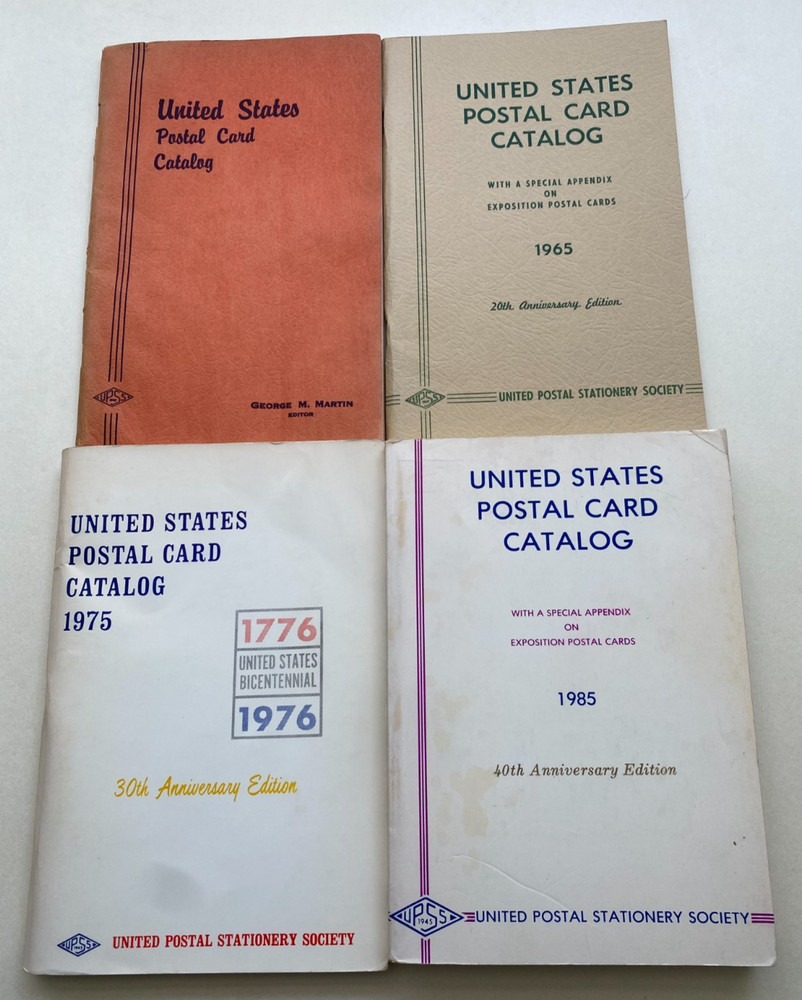 United States
Postal Card
Catalog
UPSS
GEORGE M. MARTIN
EDITOR
UNITED STATES
POSTAL CARD
CATALOG
WITH A SPECIAL APPENDIX
ON
EXPOSITION POSTAL CARDS
1965
20th Anniversary Edition
UPSS
UNITED POSTAL STATIONERY SOCIETY
UNITED STATES
POSTAL CARD
CATALOG
1975
1776
UNITED STATES
BICENTENNIAL
1976
30th Anniversary Edition
UPSS
UNITED POSTAL STATIONERY SOCIETY
UNITED STATES
POSTAL CARD
CATALOG
WITH A SPECIAL APPENDIX
ON
EXPOSITION POSTAL CARDS
1985
40th Anniversary Edition
UPSS
1945
UNITED POSTAL STATIONERY SOCIETY